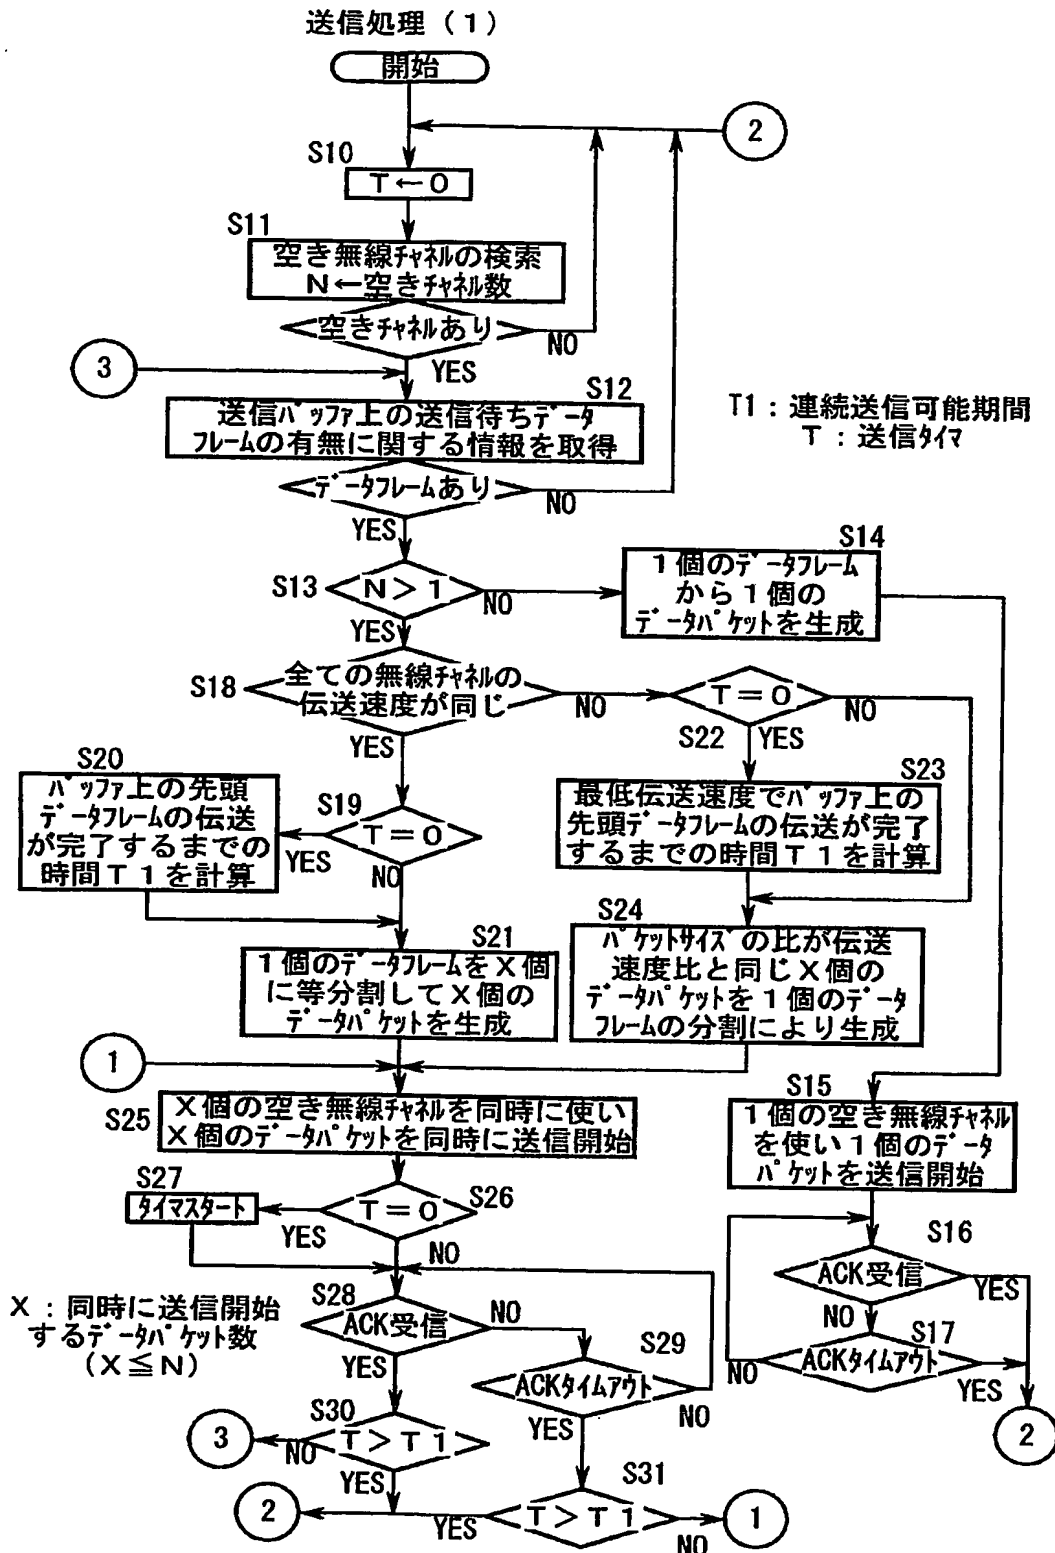 送信処理（１）
開始
2
S10
T←0
S11
空き無線チャネルの検索
N←空きチャネル数
空きチャネルあり
NO
YES
3
S12
送信バッファ上の送信待ちデータ
フレームの有無に関する情報を取得
T1：連続送信可能期間
T：送信タイマ
データフレームあり
NO
YES
S13
N＞1
NO
YES
S14
1個のデータフレーム
から1個の
データパケットを生成
S18
全ての無線チャネルの
伝送速度が同じ
NO
YES
T＝0
NO
S22
YES
S20
バッファ上の先頭
データフレームの伝送
が完了するまでの
時間T1を計算
S19
T＝0
YES
NO
S23
最低伝送速度でバッファ上の
先頭データフレームの伝送が完了
するまでの時間T1を計算
S21
1個のデータフレームをX個
に等分割してX個の
データパケットを生成
S24
パケットサイズの比が伝送
速度比と同じX個の
データパケットを1個のデータ
フレームの分割により生成
1
S25
X個の空き無線チャネルを同時に使い
X個のデータパケットを同時に送信開始
S15
1個の空き無線チャネル
を使い1個のデータ
パケットを送信開始
S27
タイマスタート
S26
T＝0
YES
NO
S16
ACK受信
YES
NO
S17
ACKタイムアウト
NO
YES
2
X：同時に送信開始
するデータパケット数
（X≦N）
S28
ACK受信
NO
YES
S29
ACKタイムアウト
NO
YES
S30
T＞T1
NO
YES
3
2
S31
T＞T1
YES
NO
1